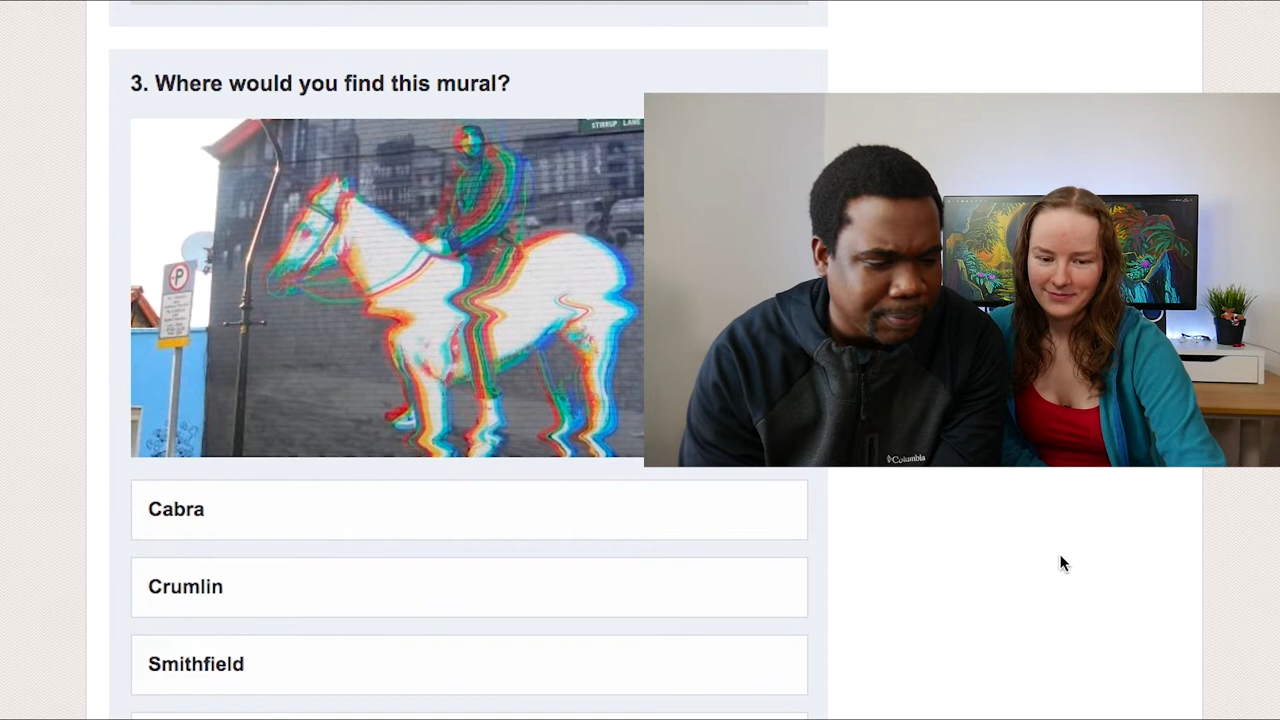 3. Where would you find this mural?
STIRRUP LANE
Columbia
Cabra
Crumlin
Smithfield